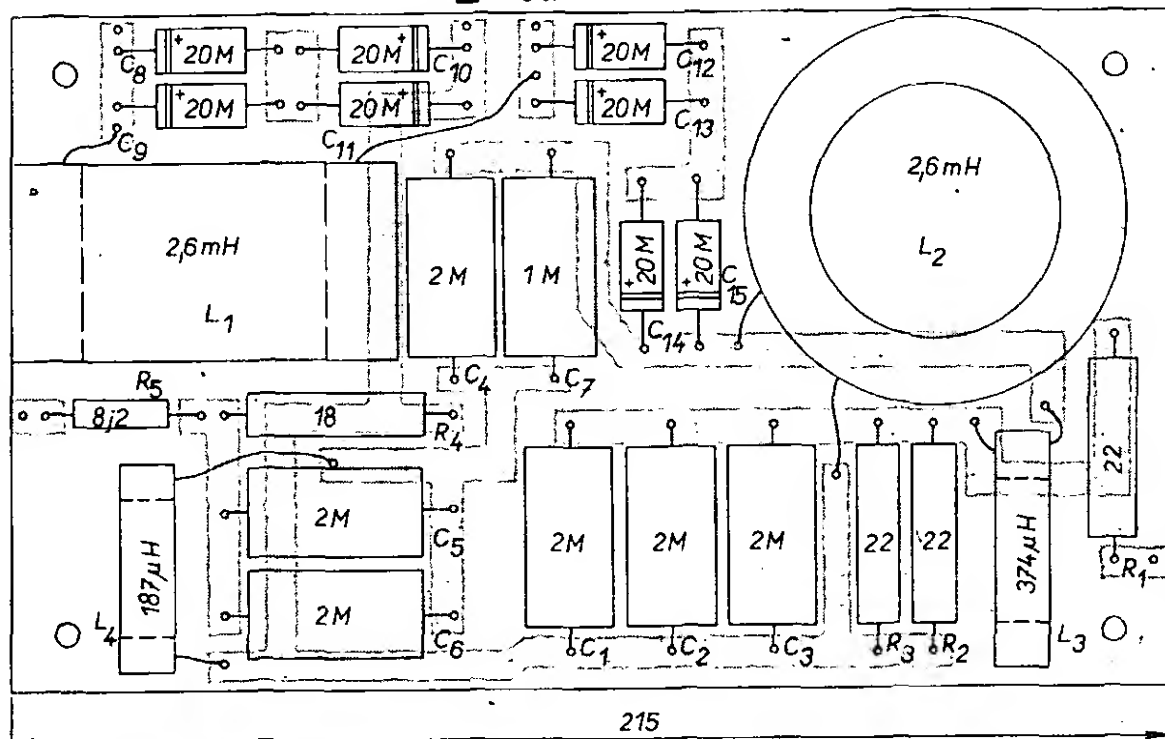 20M 20M 20M
C8 C10 C12
20M 20M 20M
C9 C11 C13
2,6mH
L1
2M 1M
20M 20M
C15
C14
2,6mH
L2
C4 C7
R5
8j2 18
R4
22
R1
187µH
L4
2M
C5
2M
C6
2M 2M 2M 22 22
374µH
L3
C1 C2 C3 R3 R2
215